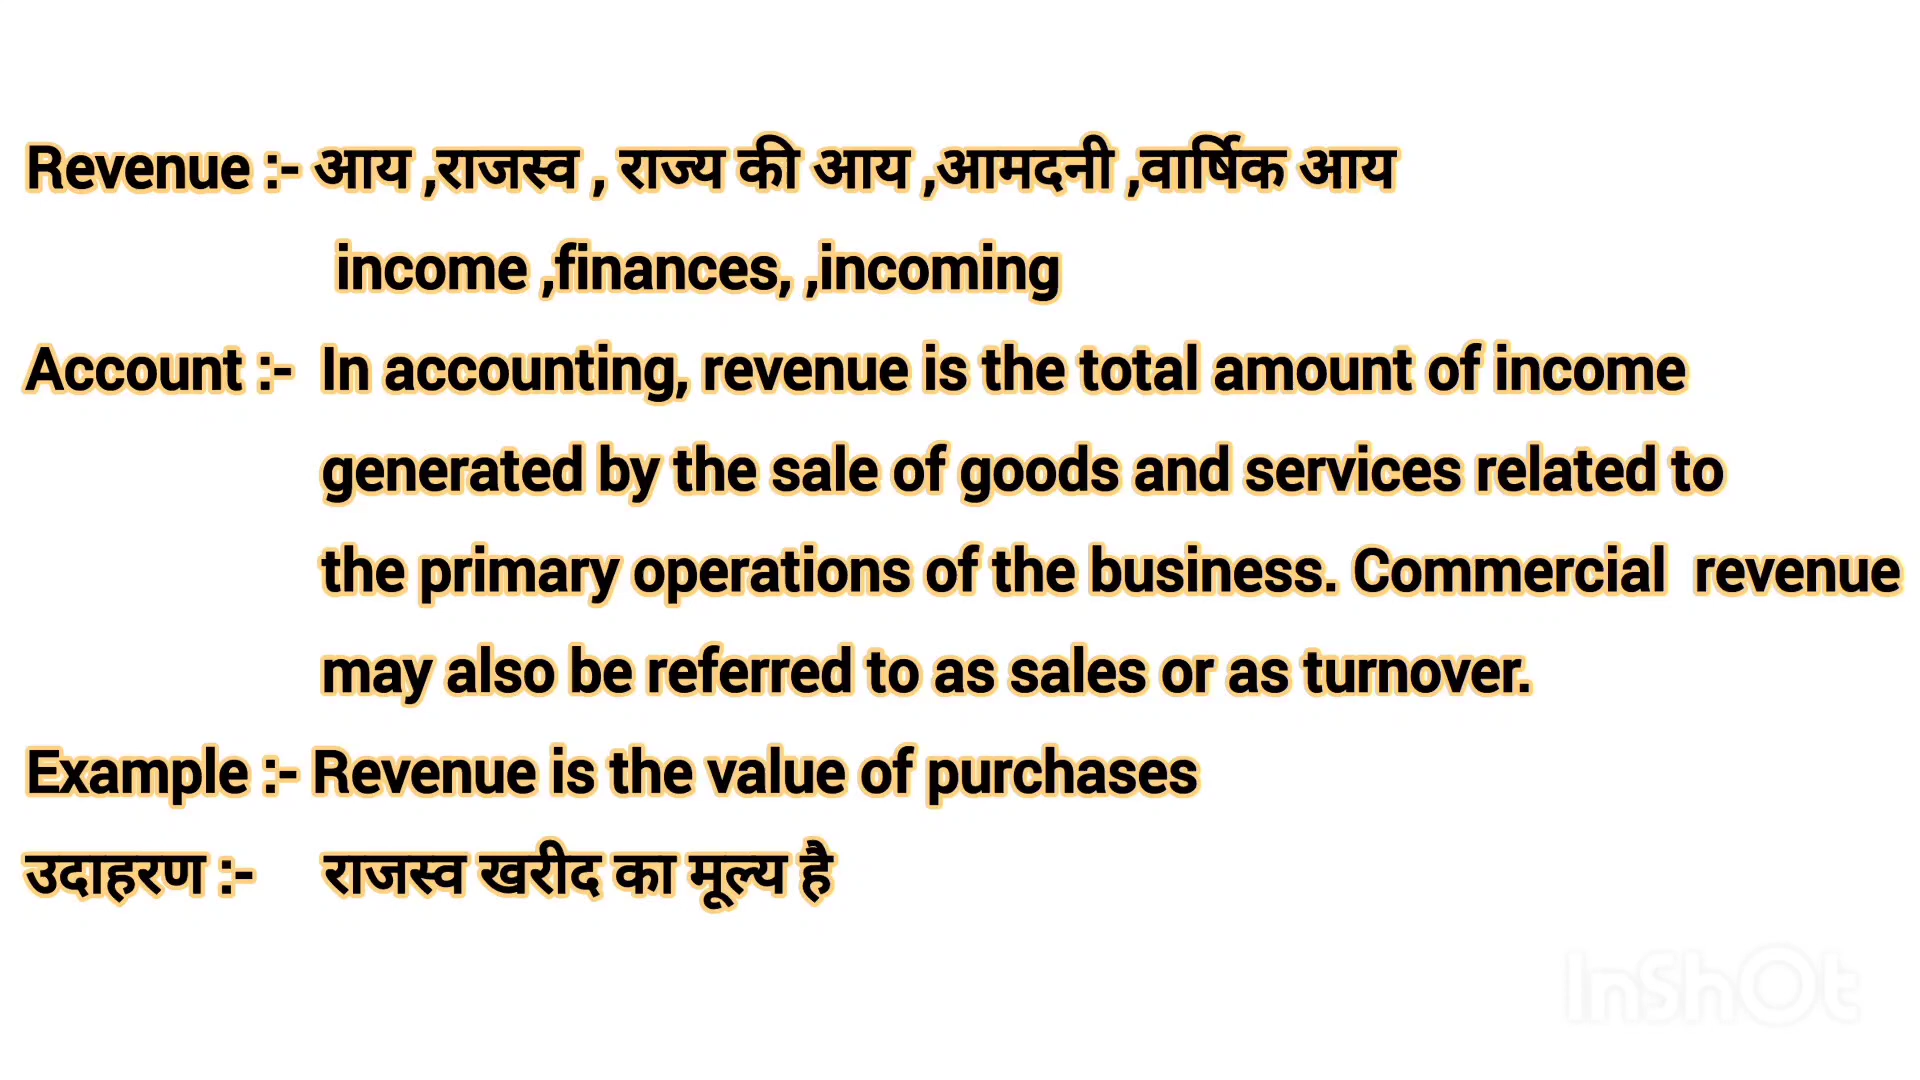 Revenue :- आय ,राजस्व , राज्य की आय ,आमदनी ,वार्षिक आय
income ,finances, ,incoming
Account :- In accounting, revenue is the total amount of income
generated by the sale of goods and services related to
the primary operations of the business. Commercial revenue
may also be referred to as sales or as turnover.
Example :- Revenue is the value of purchases
उदाहरण :- राजस्व खरीद का मूल्य है
InShOt